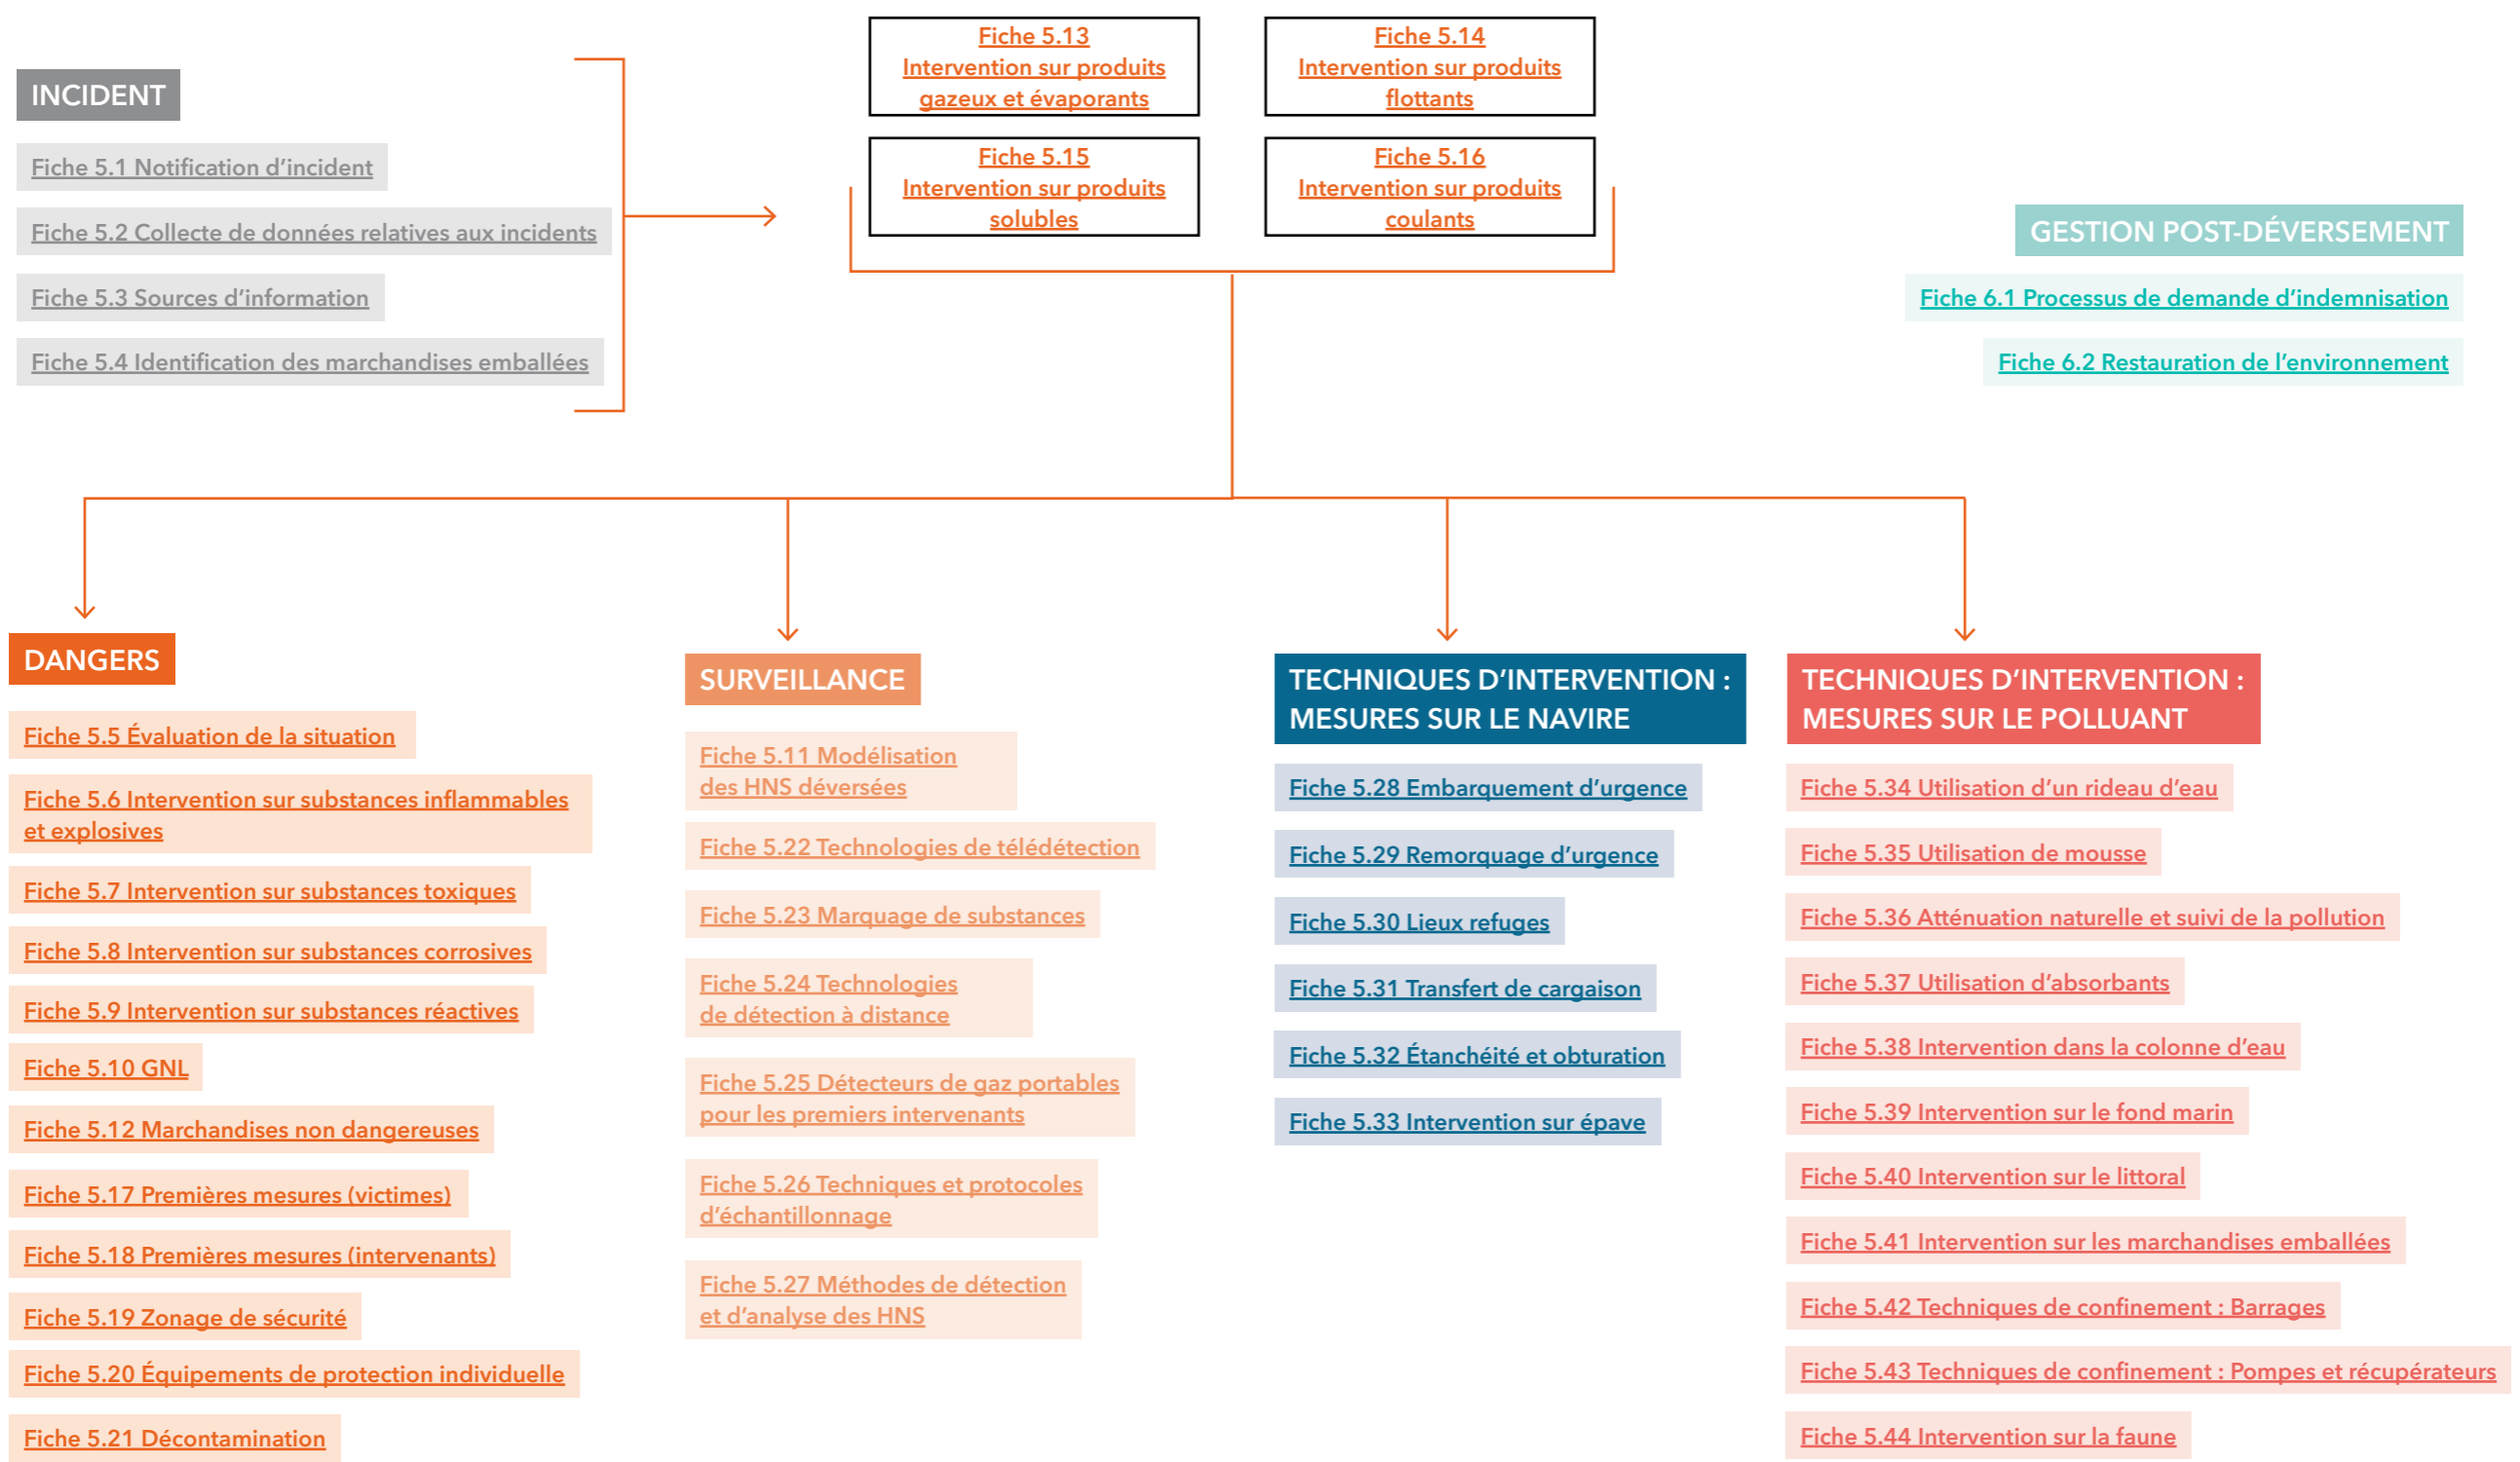 INCIDENT
Fiche 5.1 Notification d’incident
Fiche 5.2 Collecte de données relatives aux incidents
Fiche 5.3 Sources d’information
Fiche 5.4 Identification des marchandises emballées
Fiche 5.13
Intervention sur produits
gazeux et évaporants
Fiche 5.14
Intervention sur produits
flottants
Fiche 5.15
Intervention sur produits
solubles
Fiche 5.16
Intervention sur produits
coulants
GESTION POST-DÉVERSEMENT
Fiche 6.1 Processus de demande d’indemnisation
Fiche 6.2 Restauration de l’environnement
DANGERS
Fiche 5.5 Évaluation de la situation
Fiche 5.6 Intervention sur substances inflammables
et explosives
Fiche 5.7 Intervention sur substances toxiques
Fiche 5.8 Intervention sur substances corrosives
Fiche 5.9 Intervention sur substances réactives
Fiche 5.10 GNL
Fiche 5.12 Marchandises non dangereuses
Fiche 5.17 Premières mesures (victimes)
Fiche 5.18 Premières mesures (intervenants)
Fiche 5.19 Zonage de sécurité
Fiche 5.20 Équipements de protection individuelle
Fiche 5.21 Décontamination
SURVEILLANCE
Fiche 5.11 Modélisation
des HNS déversées
Fiche 5.22 Technologies de télédétection
Fiche 5.23 Marquage de substances
Fiche 5.24 Technologies
de détection à distance
Fiche 5.25 Détecteurs de gaz portables
pour les premiers intervenants
Fiche 5.26 Techniques et protocoles
d’échantillonnage
Fiche 5.27 Méthodes de détection
et d’analyse des HNS
TECHNIQUES D’INTERVENTION :
MESURES SUR LE NAVIRE
Fiche 5.28 Embarquement d’urgence
Fiche 5.29 Remorquage d’urgence
Fiche 5.30 Lieux refuges
Fiche 5.31 Transfert de cargaison
Fiche 5.32 Étanchéité et obturation
Fiche 5.33 Intervention sur épave
TECHNIQUES D’INTERVENTION :
MESURES SUR LE POLLUANT
Fiche 5.34 Utilisation d’un rideau d’eau
Fiche 5.35 Utilisation de mousse
Fiche 5.36 Atténuation naturelle et suivi de la pollution
Fiche 5.37 Utilisation d’absorbants
Fiche 5.38 Intervention dans la colonne d’eau
Fiche 5.39 Intervention sur le fond marin
Fiche 5.40 Intervention sur le littoral
Fiche 5.41 Intervention sur les marchandises emballées
Fiche 5.42 Techniques de confinement : Barrages
Fiche 5.43 Techniques de confinement : Pompes et récupérateurs
Fiche 5.44 Intervention sur la faune